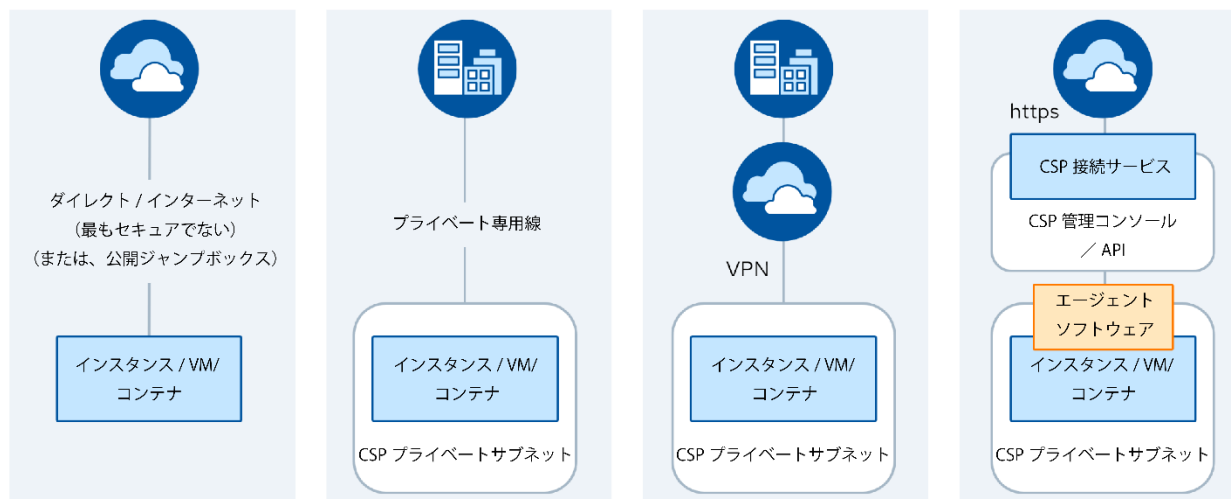 ダイレクト / インターネット
（最もセキュアでない）
（または、公開ジャンプボックス）
インスタンス / VM/
コンテナ
プライベート専用線
インスタンス / VM/
コンテナ
CSP プライベートサブネット
VPN
インスタンス / VM/
コンテナ
CSP プライベートサブネット
https
CSP 接続サービス
CSP 管理コンソール
／ API
エージェント
ソフトウェア
インスタンス / VM/
コンテナ
CSP プライベートサブネット